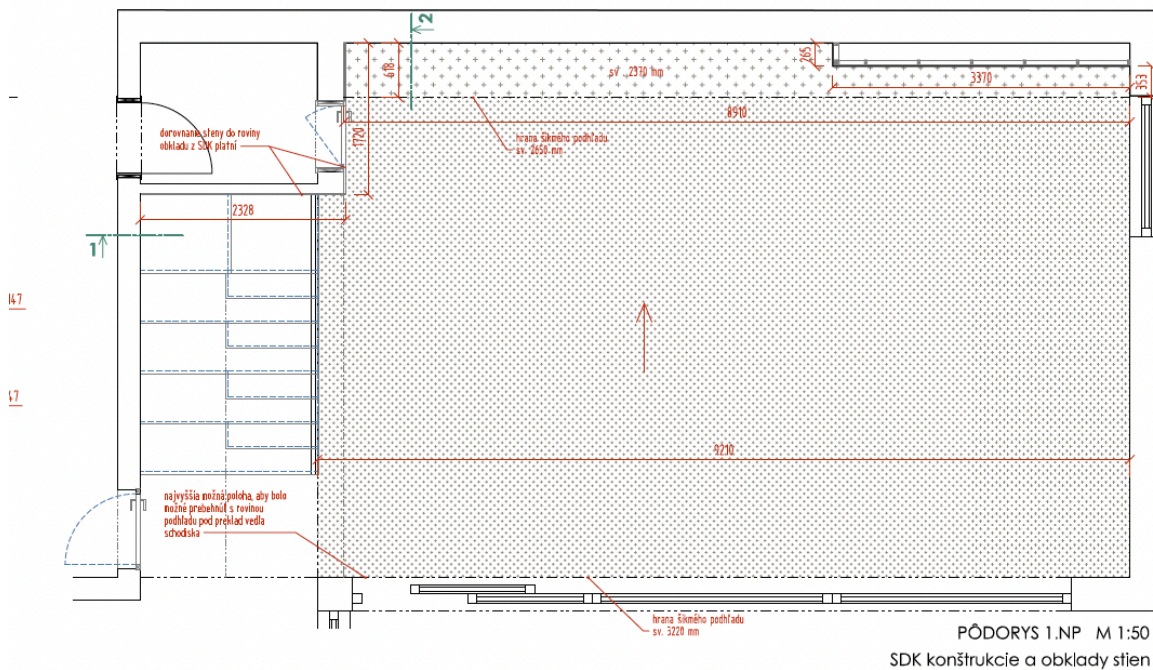 2
418
265
sv .2370 mm
3370
353
hrana šikmého podhľadu
sv. 2650 mm
8910
1720
dorovnanie steny do roviny
obkladu z SDK platní
2328
1
147
47
9210
najvyššia možná poloha, aby bolo
možné prebehnúť s rovinou
podhľadu pod preklad vedľa
schodiska
hrana šikmého podhľadu
sv. 3220 mm
PÔDORYS 1.NP M 1:50
SDK konštrukcie a obklady stien